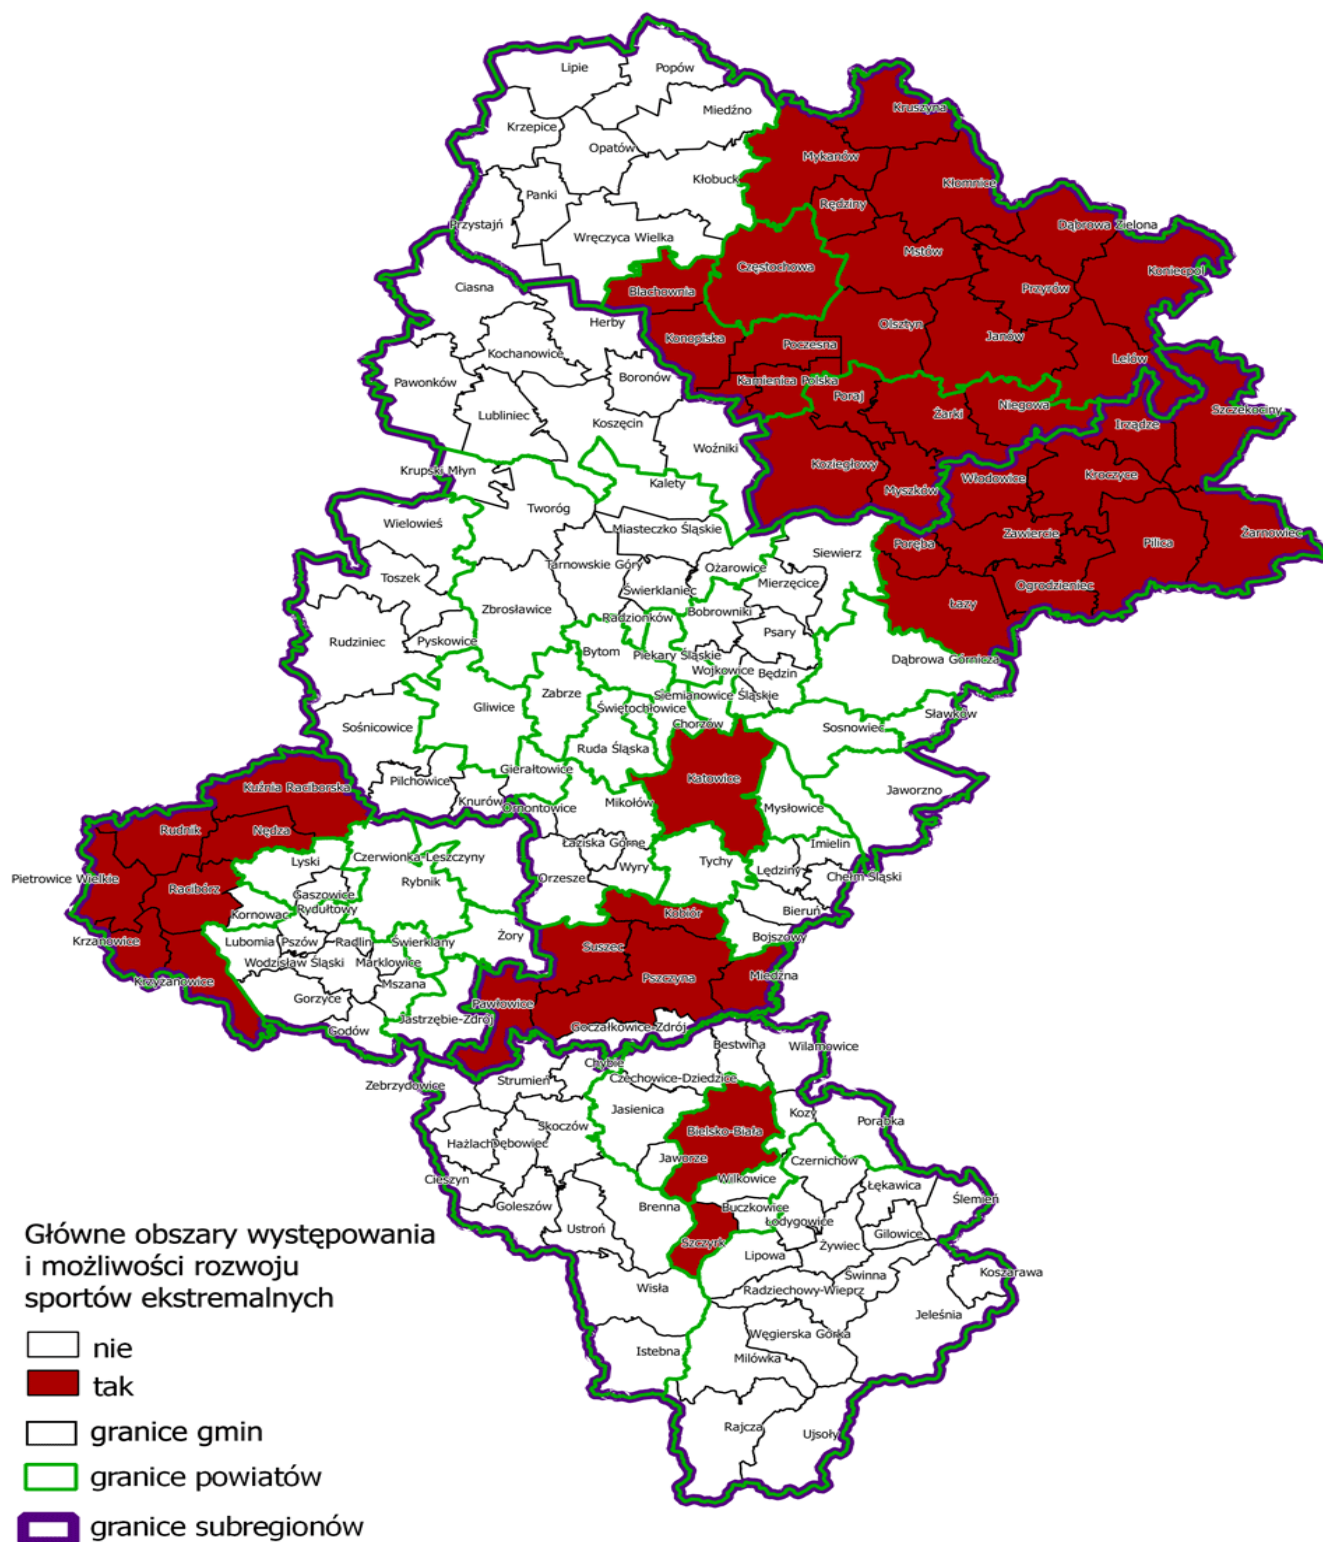 Lipie
Popów
Kruszyna
Miedźno
Krzepice
Opatów
Mykanów
Kłobuck
Kłomnice
Panki
Rędziny
Przystajń
Dąbrowa Zielona
Wręczyca Wielka
Mstów
Częstochowa
Koniecpol
Ciasna
Blachownia
Przyrów
Herby
Olsztyn
Konopiska
Poczesna
Janów
Kochanowice
Lelów
Boronów
Pawonków
Kamienica Polska
Poraj
Niegowa
Szczekociny
Lubliniec
Żarki
Koszęcin
Irządze
Woźniki
Koziegłowy
Krupski Młyn
Kroczyce
Włodowice
Kalety
Myszków
Tworóg
Wielowieś
Miasteczko Śląskie
Zawiercie
Żarnowiec
Poręba
Pilica
Siewierz
Tarnowskie Góry
Ożarowice
Toszek
Mierzęcice
Ogrodzieniec
Świerklaniec
Łazy
Zbrosławice
Bobrowniki
Radzionków
Psary
Rudziniec
Pyskowice
Bytom
Piekary Śląskie
Dąbrowa Górnicza
Wojkowice
Będzin
Zabrze
Siemianowice Śląskie
Gliwice
Świętochłowice
Sławków
Sośnicowice
Chorzów
Sosnowiec
Ruda Śląska
Gierałtowice
Katowice
Pilchowice
Kuźnia Raciborska
Jaworzno
Knurów
Mikołów
Ornontowice
Mysłowice
Rudnik
Nędza
Łaziska Górne
Imielin
Lyski
Czerwionka-Leszczyny
Tychy
Wyry
Lędziny
Pietrowice Wielkie
Orzesze
Chełm Śląski
Rybnik
Racibórz
Gaszowice
Rydułtowy
Bieruń
Kornowac
Kobiór
Żory
Bojszowy
Krzanowice
Lubomia
Pszów
Radlin
Świerklany
Suszec
Wodzisław Śląski
Marklowice
Miedźna
Krzyżanowice
Mszana
Pszczyna
Gorzyce
Pawłowice
Jastrzębie-Zdrój
Goczałkowice-Zdrój
Godów
Bestwina
Wilamowice
Chybie
Zebrzydowice
Strumień
Czechowice-Dziedzice
Jasienica
Kozy
Porąbka
Skoczów
Bielsko-Biała
Hażlach
Dębowiec
Jaworze
Czernichów
Cieszyn
Wilkowice
Łękawica
Ślemień
Goleszów
Brenna
Buczkowice
Łodygowice
Ustroń
Gilowice
Szczyrk
Żywiec
Lipowa
Świnna
Koszarawa
Wisła
Radziechowy-Wieprz
Jeleśnia
Węgierska Górka
Istebna
Milówka
Rajcza
Ujsoły
Główne obszary występowania
i możliwości rozwoju
sportów ekstremalnych
nie
tak
granice gmin
granice powiatów
granice subregionów